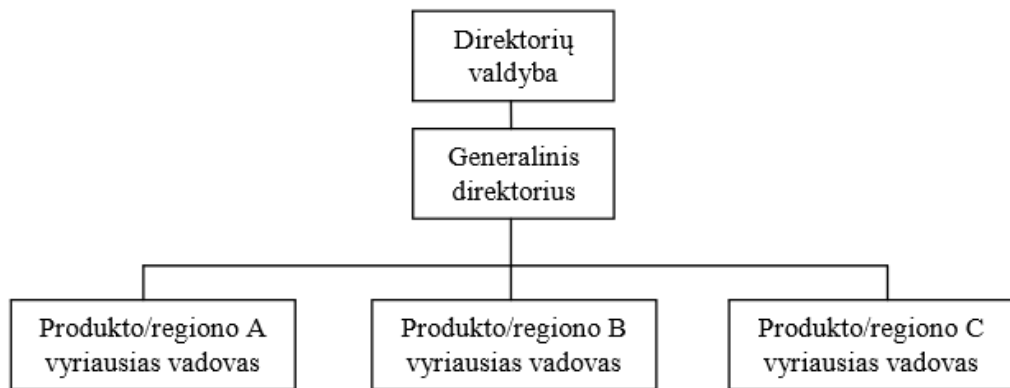 Direktorių
valdyba
Generalinis
direktorius
Produkto/regiono A
vyriausias vadovas
Produkto/regiono B
vyriausias vadovas
Produkto/regiono C
vyriausias vadovas